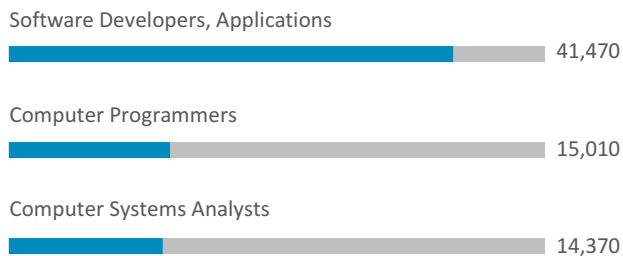 Software Developers, Applications
41,470
Computer Programmers
15,010
Computer Systems Analysts
14,370